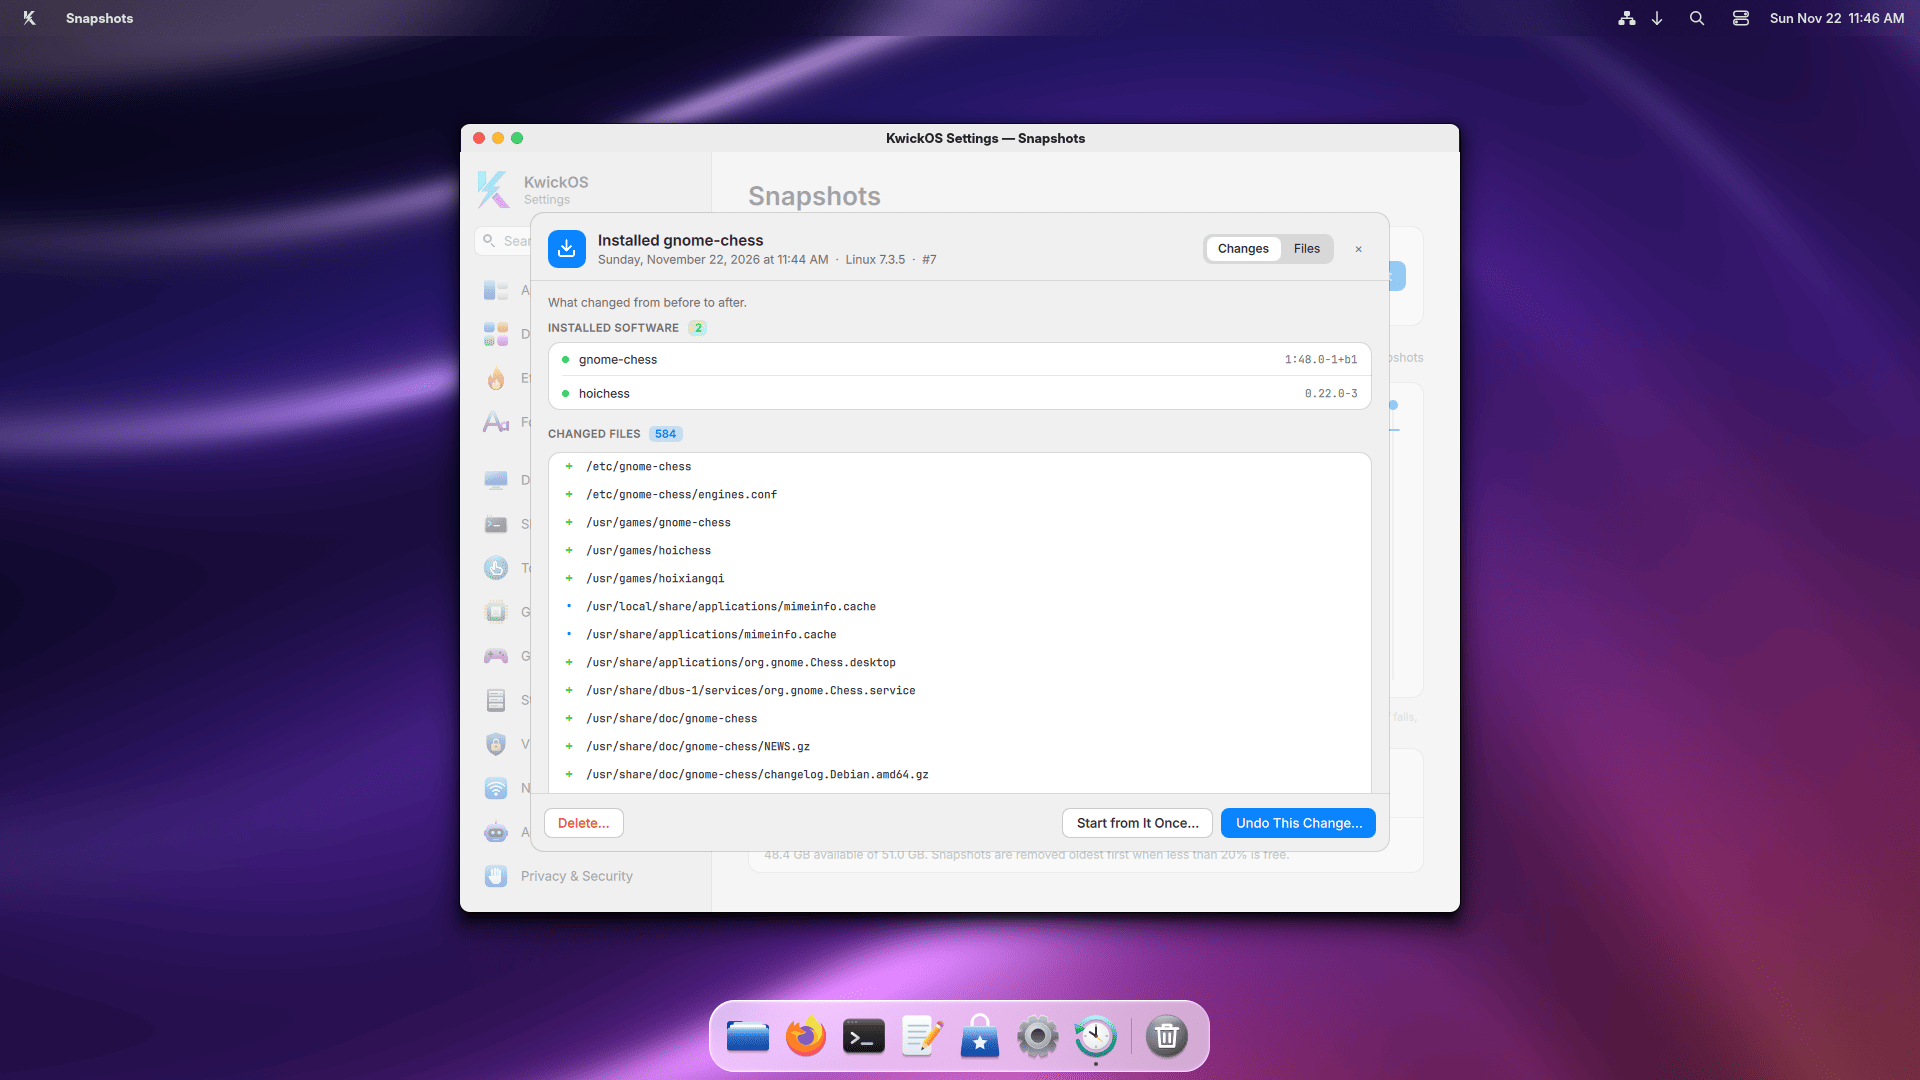 Snapshots
Sun Nov 22 11:46 AM
KwickOS Settings — Snapshots
KwickOS
Settings
Snapshots
Installed gnome-chess
Sunday, November 22, 2026 at 11:44 AM · Linux 7.3.5 · #7
Changes
Files
×
What changed from before to after.
INSTALLED SOFTWARE 2
gnome-chess 1:48.0-1+b1
hoichess 0.22.0-3
CHANGED FILES 584
+ /etc/gnome-chess
+ /etc/gnome-chess/engines.conf
+ /usr/games/gnome-chess
+ /usr/games/hoichess
+ /usr/games/hoixiangqi
• /usr/local/share/applications/mimeinfo.cache
• /usr/share/applications/mimeinfo.cache
+ /usr/share/applications/org.gnome.Chess.desktop
+ /usr/share/dbus-1/services/org.gnome.Chess.service
+ /usr/share/doc/gnome-chess
+ /usr/share/doc/gnome-chess/NEWS.gz
+ /usr/share/doc/gnome-chess/changelog.Debian.amd64.gz
Delete...
Start from It Once...
Undo This Change...
fails,
48.4 GB available of 51.0 GB. Snapshots are removed oldest first when less than 20% is free.
Privacy & Security